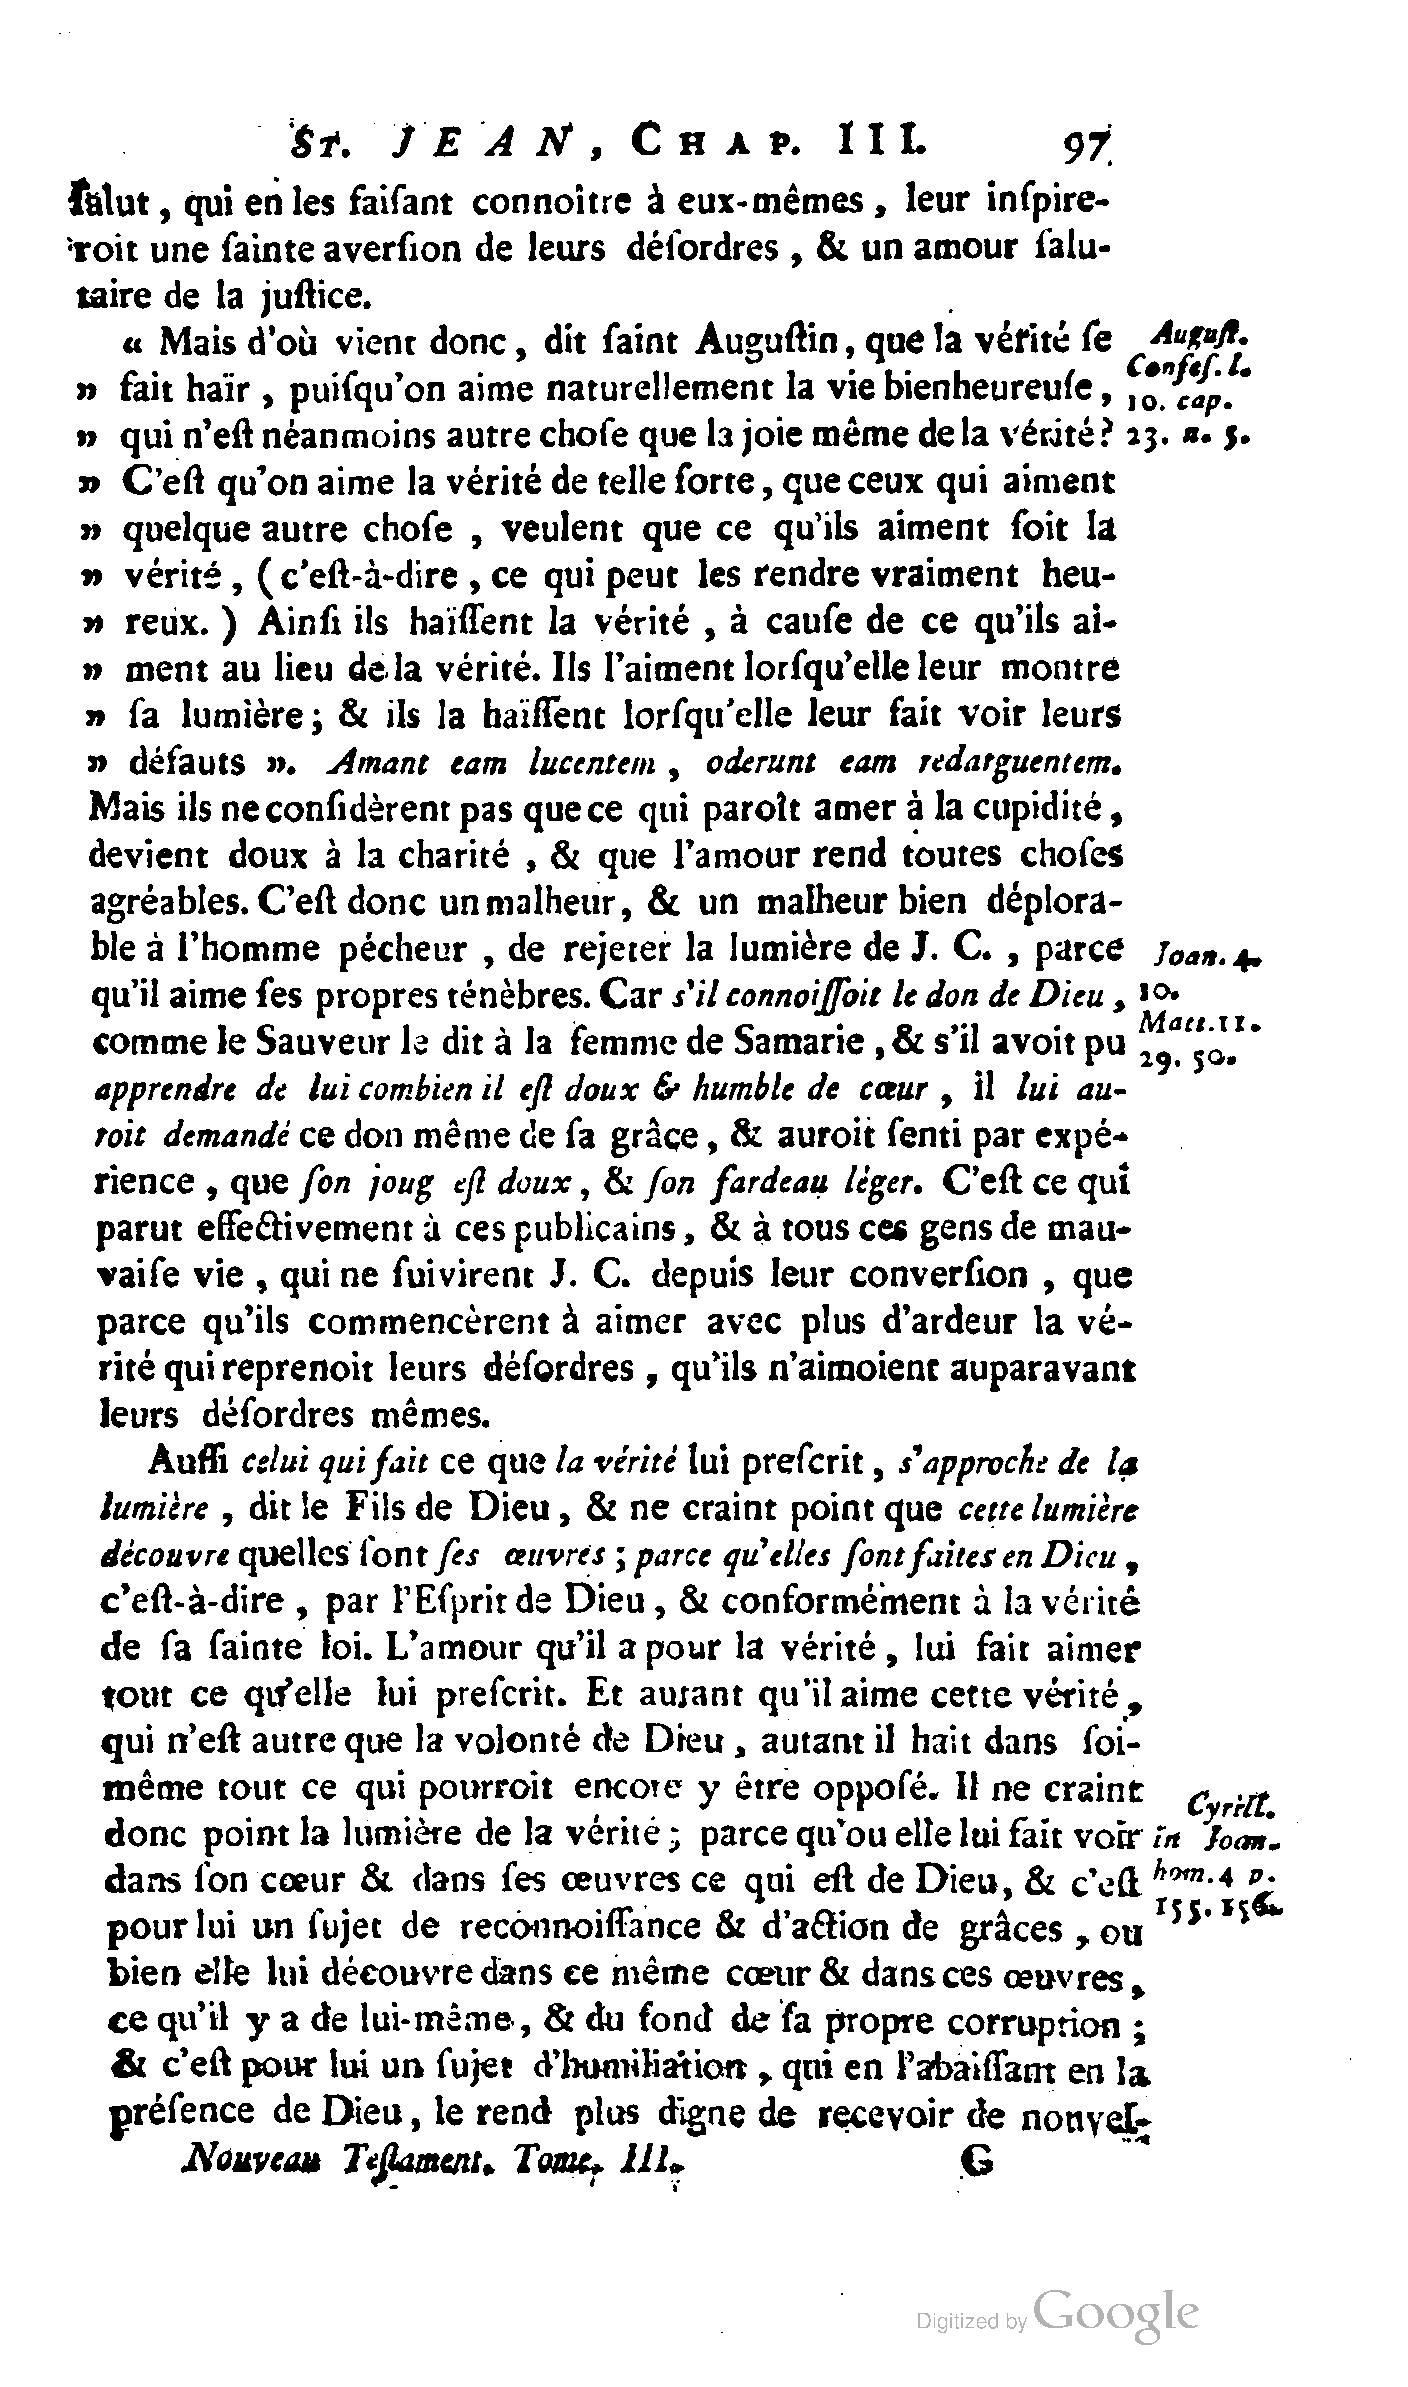 St. JEAN, CHAP. III. 97
ſalut, qui en les faiſant connoître à eux-mêmes, leur inſpire-
roit une ſainte averſion de leurs déſordres, & un amour ſalu-
taire de la juſtice.
« Mais d'où vient donc, dit ſaint Auguſtin, que la vérité ſe
» fait haïr, puiſqu'on aime naturellement la vie bienheureuſe,
» qui n'eſt néanmoins autre choſe que la joie même de la vérité?
» C'eſt qu'on aime la vérité de telle ſorte, que ceux qui aiment
» quelque autre choſe, veulent que ce qu'ils aiment ſoit la
» vérité, (c'eſt-à-dire, ce qui peut les rendre vraiment heu-
» reux.) Ainſi ils haïſſent la vérité, à cauſe de ce qu'ils ai-
» ment au lieu de la vérité. Ils l'aiment lorſqu'elle leur montre
» ſa lumière; & ils la haïſſent lorſqu'elle leur fait voir leurs
» défauts ». Amant eam lucentem, oderunt eam redarguentem.
Mais ils ne conſidèrent pas que ce qui paroît amer à la cupidité,
devient doux à la charité, & que l'amour rend toutes choſes
agréables. C'eſt donc un malheur, & un malheur bien déplora-
ble à l'homme pécheur, de rejeter la lumière de J. C., parce
qu'il aime ſes propres ténèbres. Car s'il connoiſſoit le don de Dieu,
comme le Sauveur le dit à la femme de Samarie, & s'il avoit pu
apprendre de lui combien il eſt doux & humble de cœur, il lui au-
roit demandé ce don même de ſa grâce, & auroit ſenti par expé-
rience, que ſon joug eſt doux, & ſon fardeau léger. C'eſt ce qui
parut effectivement à ces publicains, & à tous ces gens de mau-
vaiſe vie, qui ne ſuivirent J. C. depuis leur converſion, que
parce qu'ils commencèrent à aimer avec plus d'ardeur la vé-
rité qui reprenoit leurs déſordres, qu'ils n'aimoient auparavant
leurs déſordres mêmes.
Auſſi celui qui fait ce que la vérité lui preſcrit, s'approche de la
lumière, dit le Fils de Dieu, & ne craint point que cette lumière
découvre quelles ſont ſes œuvres; parce qu'elles ſont faites en Dieu,
c'eſt-à-dire, par l'Eſprit de Dieu, & conformément à la vérité
de ſa ſainte loi. L'amour qu'il a pour la vérité, lui fait aimer
tout ce qu'elle lui preſcrit. Et autant qu'il aime cette vérité,
qui n'eſt autre que la volonté de Dieu, autant il hait dans ſoi-
même tout ce qui pourroit encore y être oppoſé. Il ne craint
donc point la lumière de la vérité; parce qu'ou elle lui fait voir
dans ſon cœur & dans ſes œuvres ce qui eſt de Dieu, & c'eſt
pour lui un ſujet de reconnoiſſance & d'action de grâces, ou
bien elle lui découvre dans ce même cœur & dans ces œuvres,
ce qu'il y a de lui-même, & du fond de ſa propre corruption;
& c'eſt pour lui un ſujet d'humiliation, qui en l'abaiſſant en la
préſence de Dieu, le rend plus digne de recevoir de nouvel-
Nouveau Teſtament. Tome III. G
Auguſt.
Confeſ. l.
10. cap.
23. n. 5.
Joan. 4.
10.
Matt. 11.
29. 50.
Cyrill.
in Joan.
hom. 4 p.
155. 156.
Digitized by Google